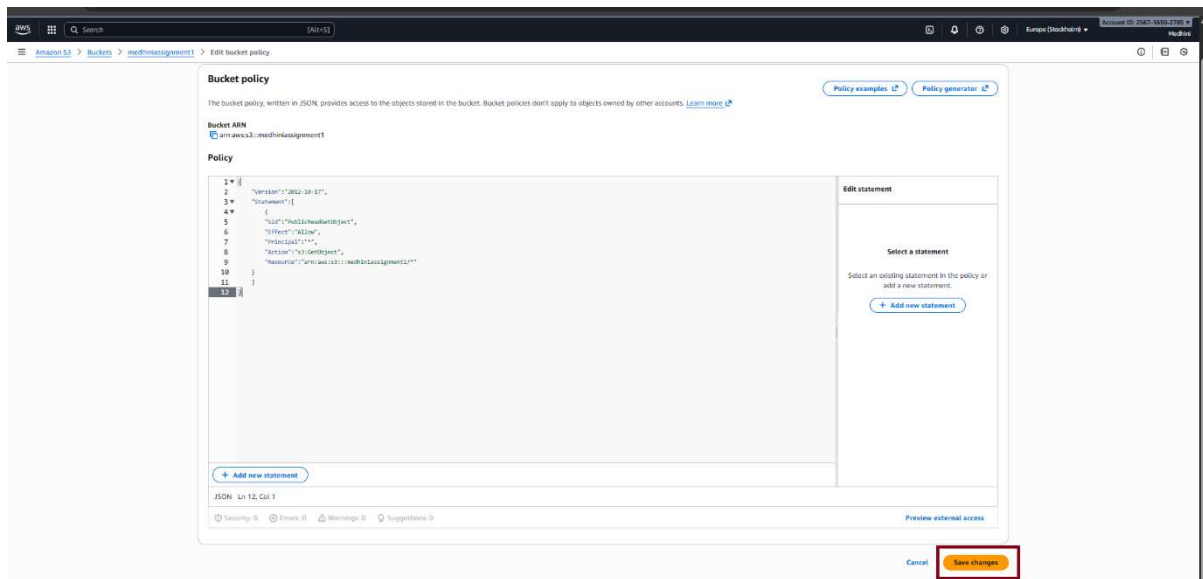 aws
Search [Alt+S]
Europe (Stockholm)
Account ID: 2567-1630-2785
Medhini
Amazon S3 > Buckets > medhiniassignment1 > Edit bucket policy
Bucket policy
Policy examples
Policy generator
The bucket policy, written in JSON, provides access to the objects stored in the bucket. Bucket policies don't apply to objects owned by other accounts. Learn more
Bucket ARN
arn:aws:s3:::medhiniassignment1
Policy
1 {
2 "Version":"2012-10-17",
3 "Statement":[
4 {
5 "Sid":"PublicReadGetObject",
6 "Effect":"Allow",
7 "Principal":"*",
8 "Action":"s3:GetObject",
9 "Resource":"arn:aws:s3:::medhiniassignment1/*"
10 }
11 ]
12 }
Edit statement
Select a statement
Select an existing statement in the policy or
add a new statement.
+ Add new statement
+ Add new statement
JSON Ln 12, Col 1
Security: 0 Errors: 0 Warnings: 0 Suggestions: 0
Preview external access
Cancel
Save changes